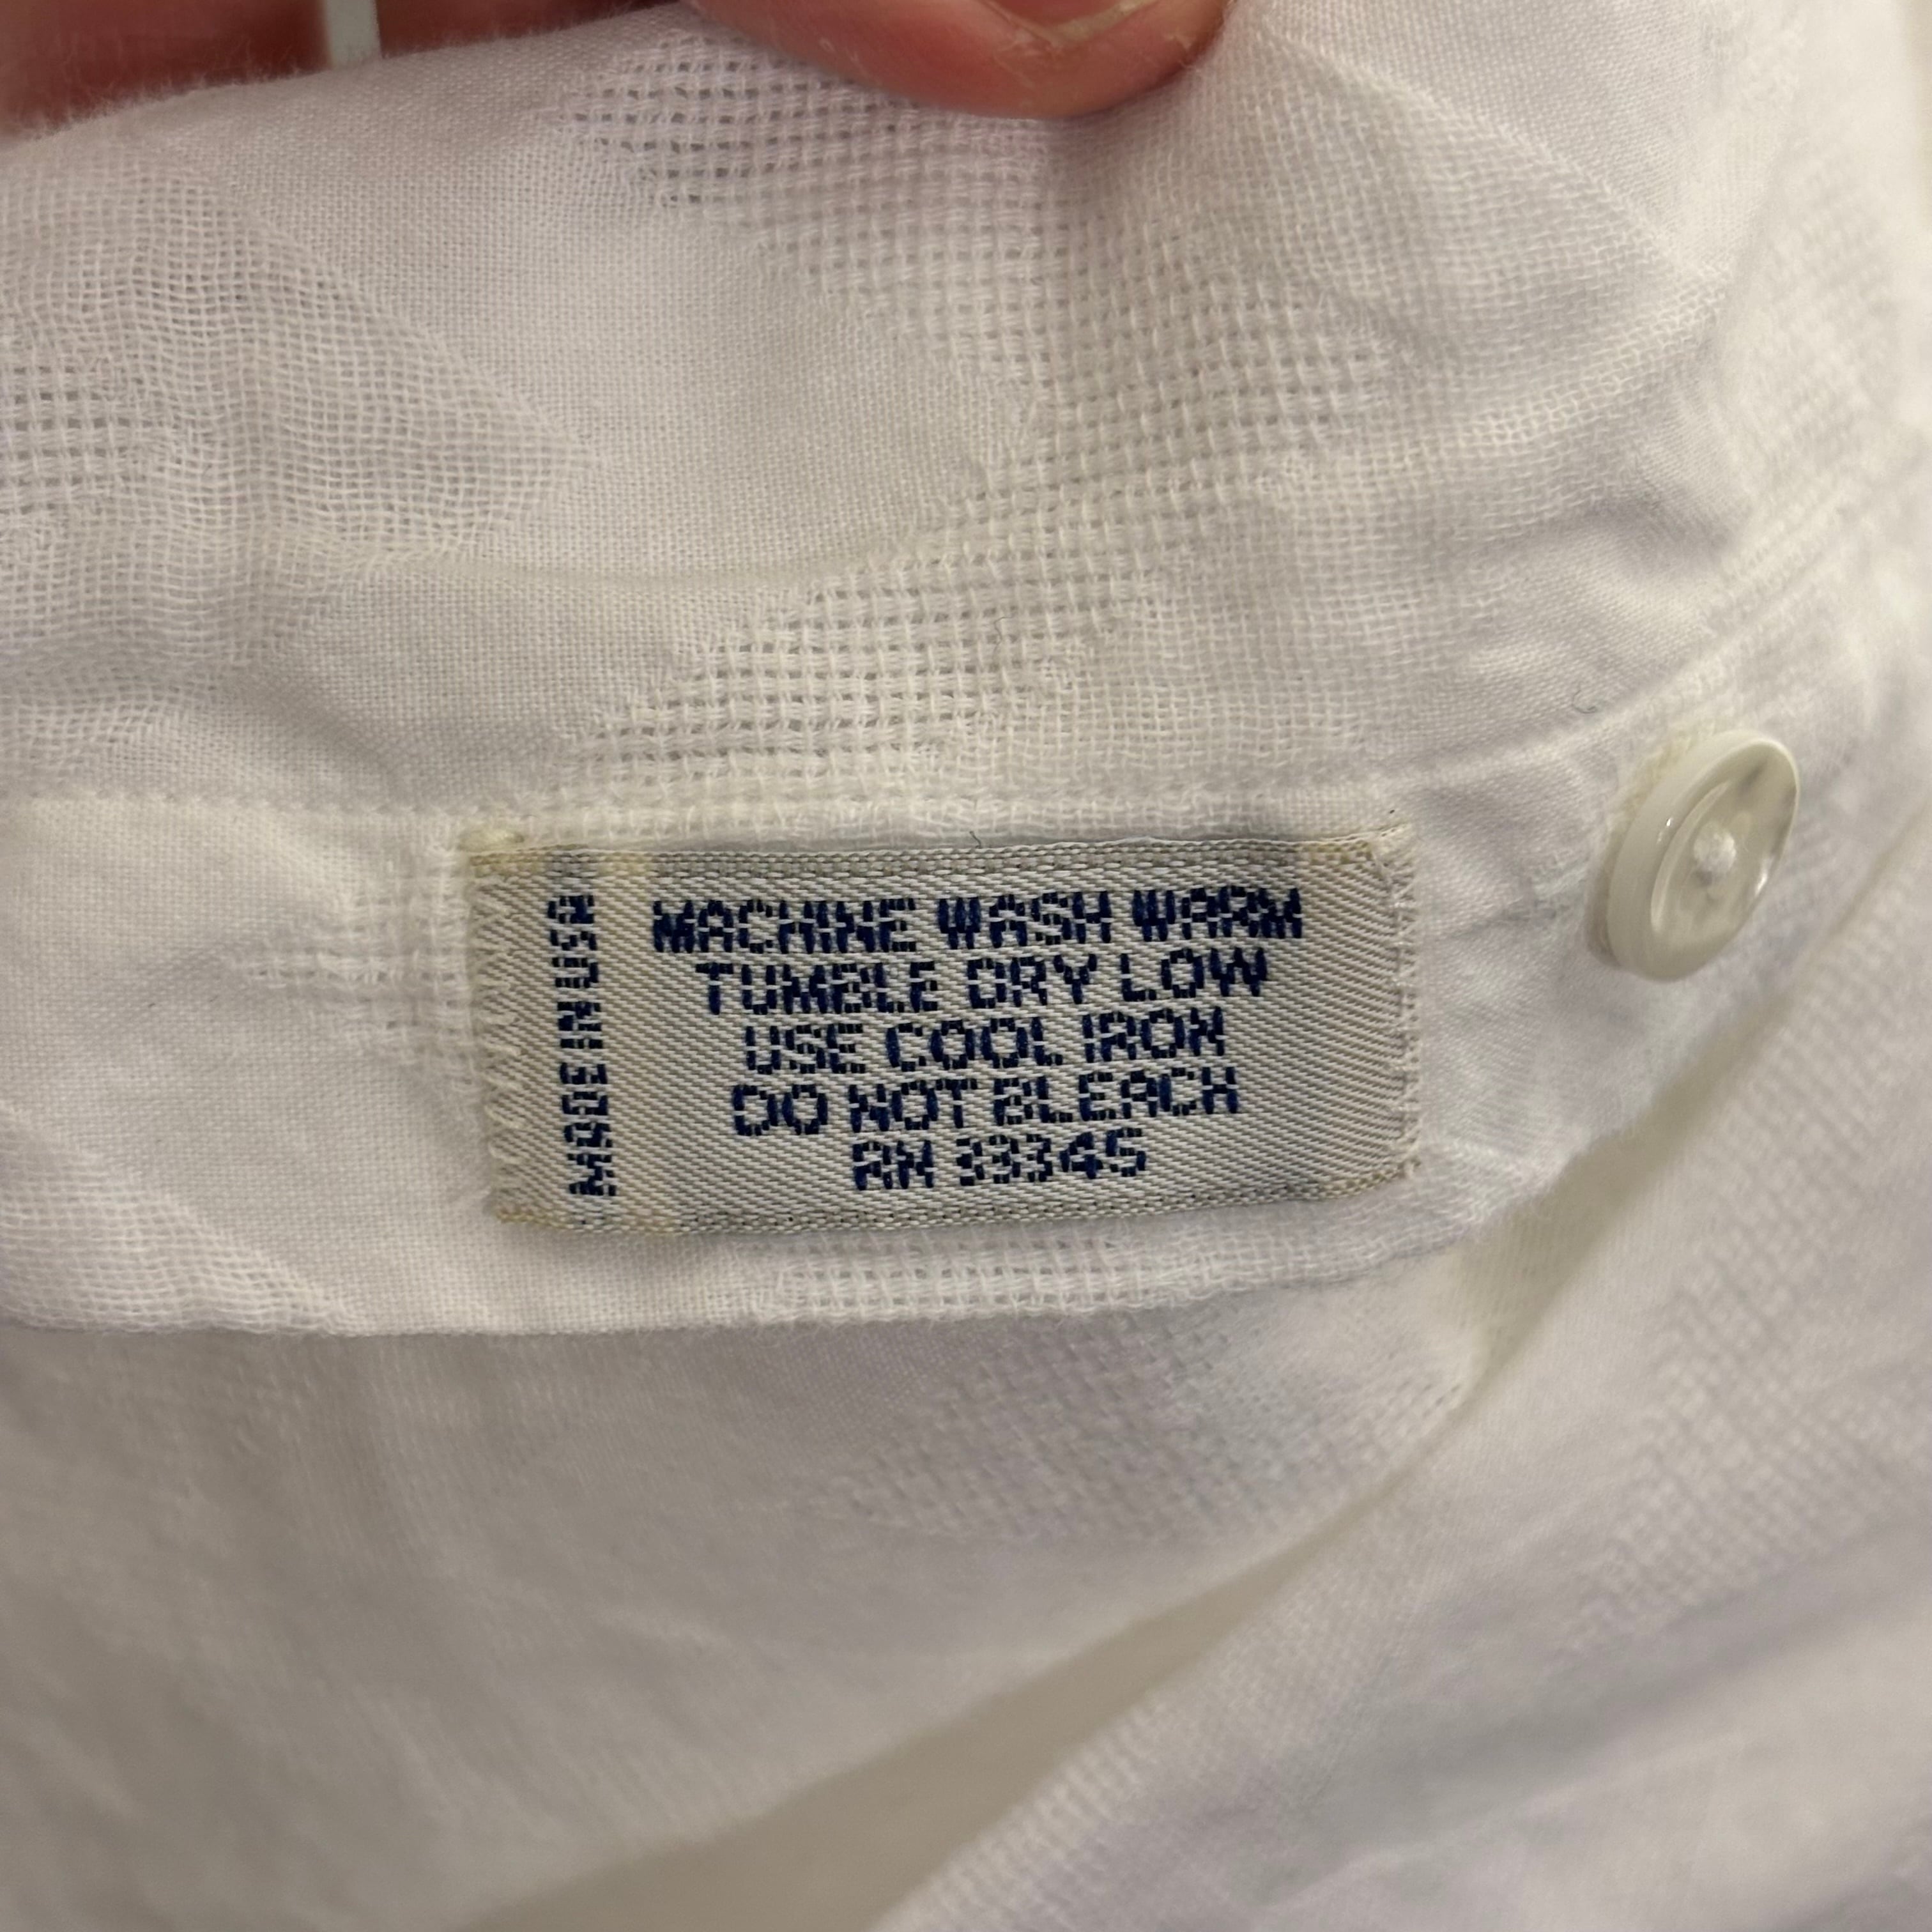 MADE IN USA
MACHINE WASH WARM
TUMBLE DRY LOW
USE COOL IRON
DO NOT BLEACH
RN 33345